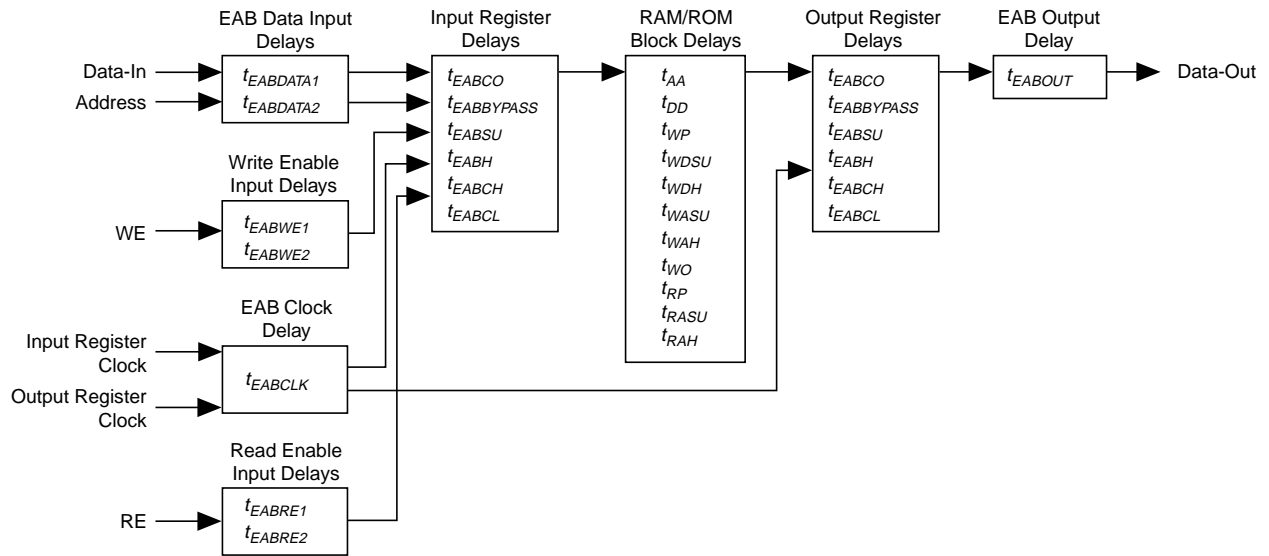 EAB Data Input
Delays
Input Register
Delays
RAM/ROM
Block Delays
Output Register
Delays
EAB Output
Delay
Data-In
Address
tEABDATA1
tEABDATA2
tEABCO
tEABBYPASS
tEABSU
tEABH
tEABCH
tEABCL
tAA
tDD
tWP
tWDSU
tWDH
tWASU
tWAH
tWO
tRP
tRASU
tRAH
tEABCO
tEABBYPASS
tEABSU
tEABH
tEABCH
tEABCL
tEABOUT
Data-Out
Write Enable
Input Delays
WE
tEABWE1
tEABWE2
EAB Clock
Delay
Input Register
Clock
Output Register
Clock
tEABCLK
Read Enable
Input Delays
RE
tEABRE1
tEABRE2